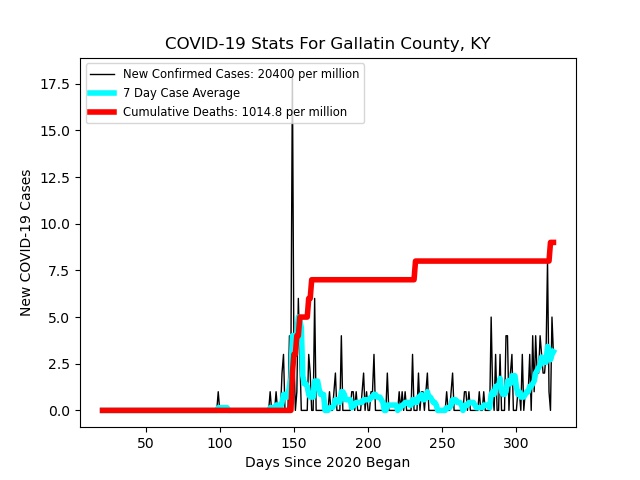 COVID-19 Stats For Gallatin County, KY
New Confirmed Cases: 20400 per million
7 Day Case Average
Cumulative Deaths: 1014.8 per million
New COVID-19 Cases
17.5
15.0
12.5
10.0
7.5
5.0
2.5
0.0
50 100 150 200 250 300
Days Since 2020 Began